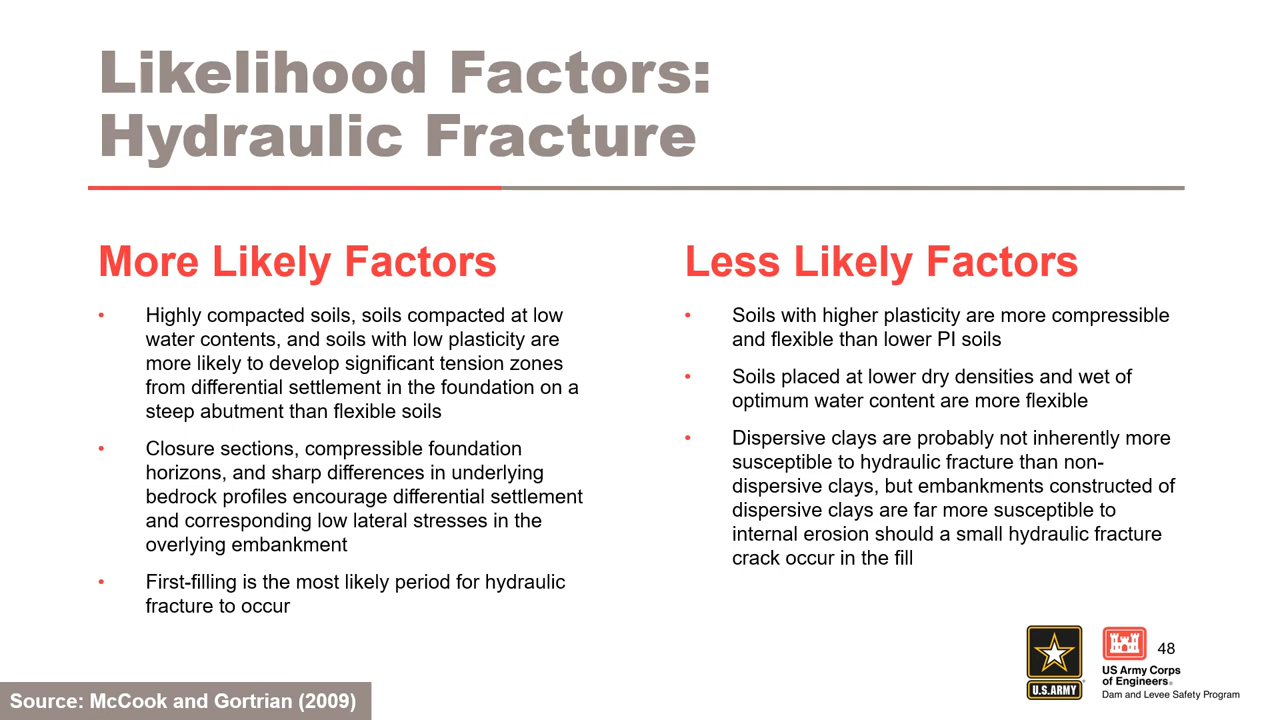 Likelihood Factors:
Hydraulic Fracture
More Likely Factors
• Highly compacted soils, soils compacted at low
water contents, and soils with low plasticity are
more likely to develop significant tension zones
from differential settlement in the foundation on a
steep abutment than flexible soils
• Closure sections, compressible foundation
horizons, and sharp differences in underlying
bedrock profiles encourage differential settlement
and corresponding low lateral stresses in the
overlying embankment
• First-filling is the most likely period for hydraulic
fracture to occur
Less Likely Factors
• Soils with higher plasticity are more compressible
and flexible than lower PI soils
• Soils placed at lower dry densities and wet of
optimum water content are more flexible
• Dispersive clays are probably not inherently more
susceptible to hydraulic fracture than non-
dispersive clays, but embankments constructed of
dispersive clays are far more susceptible to
internal erosion should a small hydraulic fracture
crack occur in the fill
U.S.ARMY
US Army Corps
of Engineers®
Dam and Levee Safety Program
48
Source: McCook and Gortrian (2009)